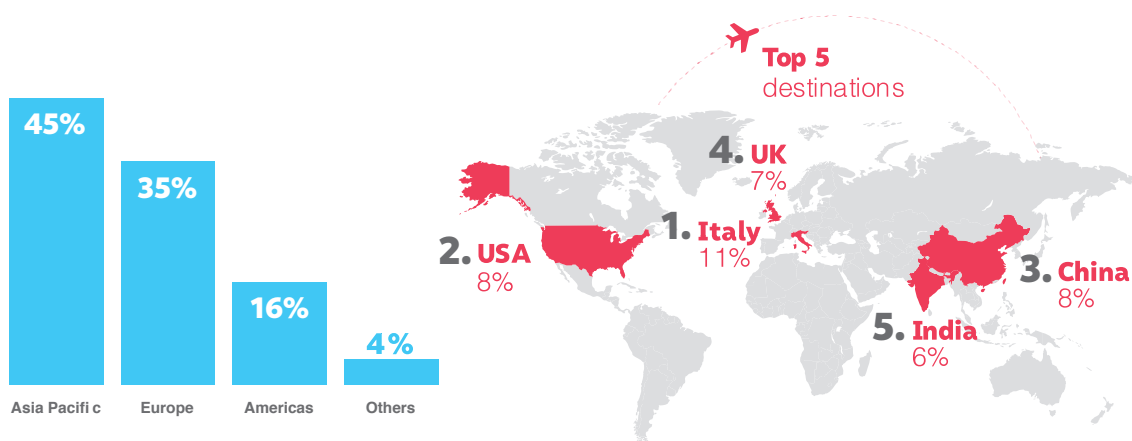 45%
35%
16%
4%
Asia Pacifi c
Europe
Americas
Others
Top 5
destinations
4. UK
7%
1. Italy
11%
2. USA
8%
3. China
8%
5. India
6%